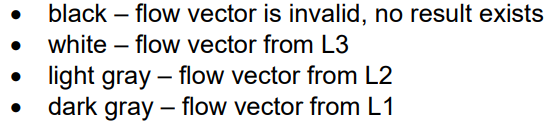 • black – flow vector is invalid, no result exists
• white – flow vector from L3
• light gray – flow vector from L2
• dark gray – flow vector from L1